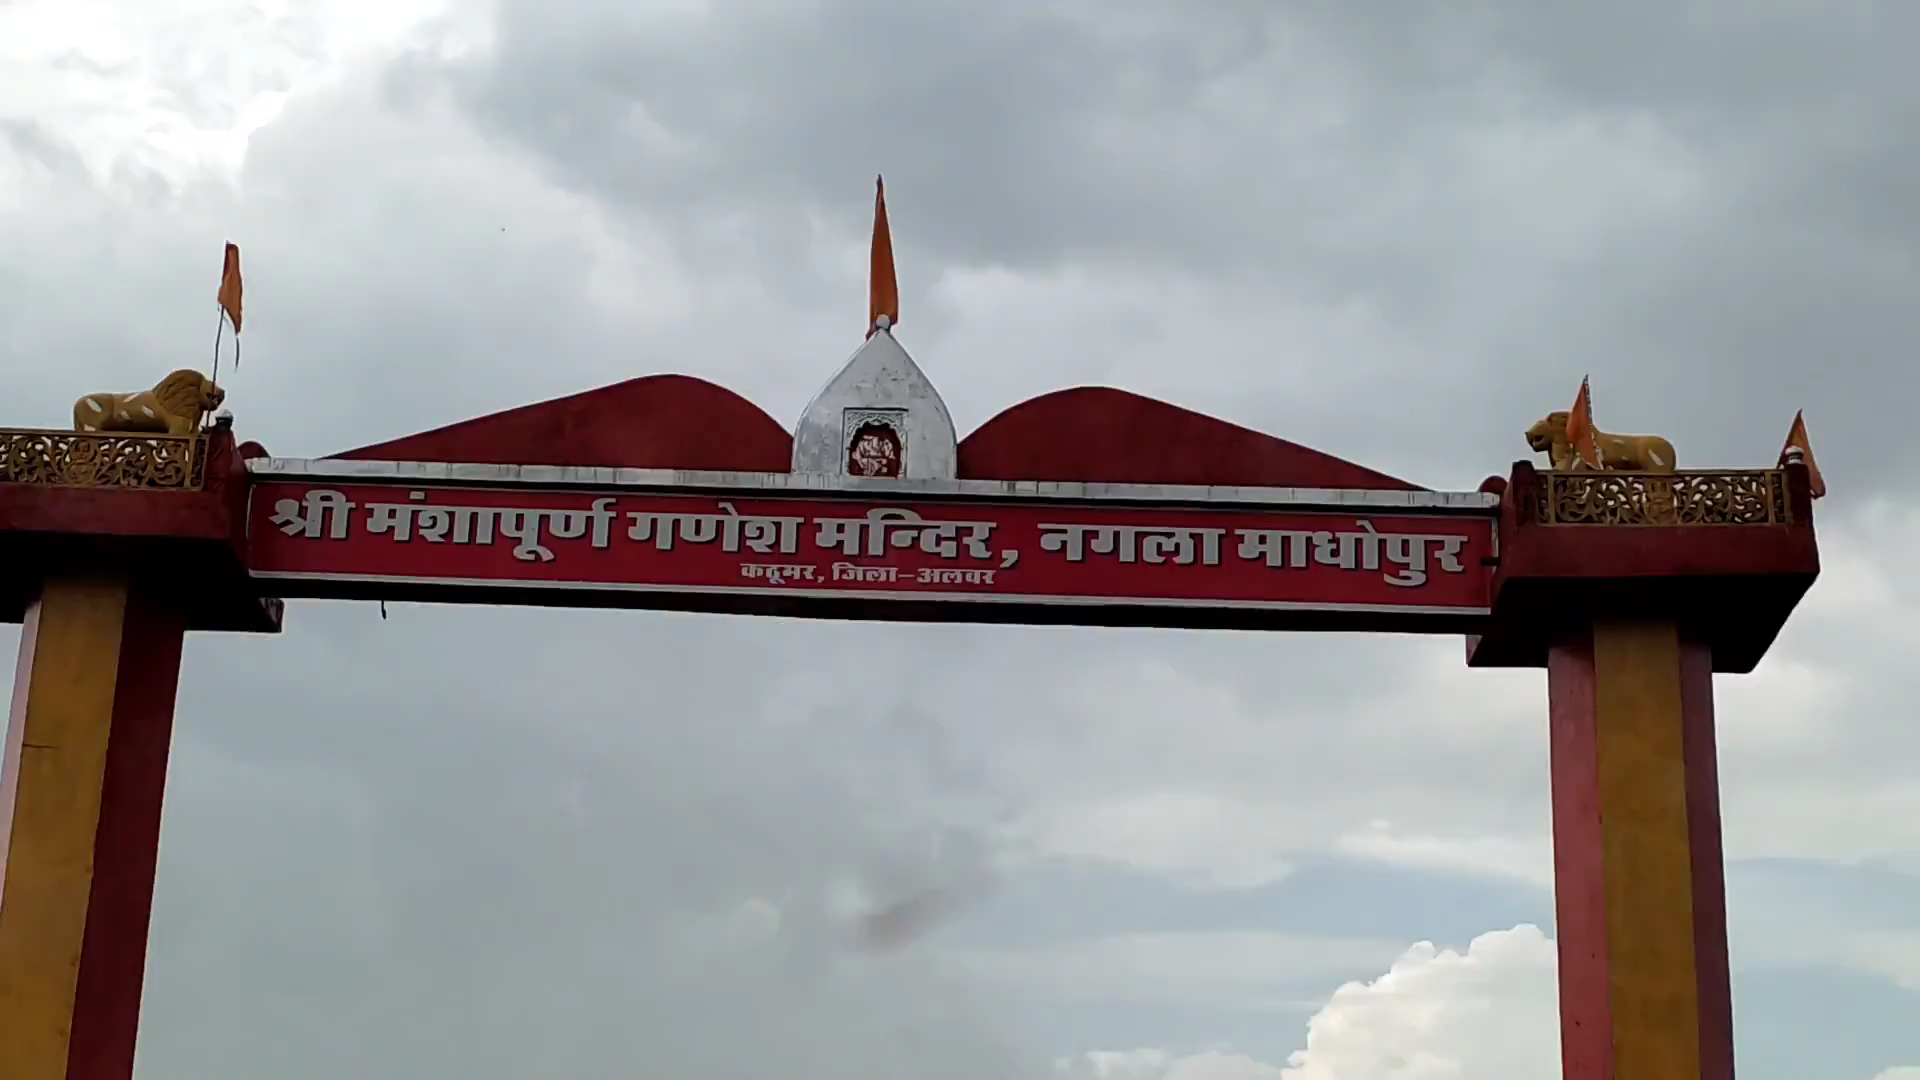 श्री मंशापूर्ण गणेश मन्दिर, नगला माधोपुर
कठूमर, जिला-अलवर